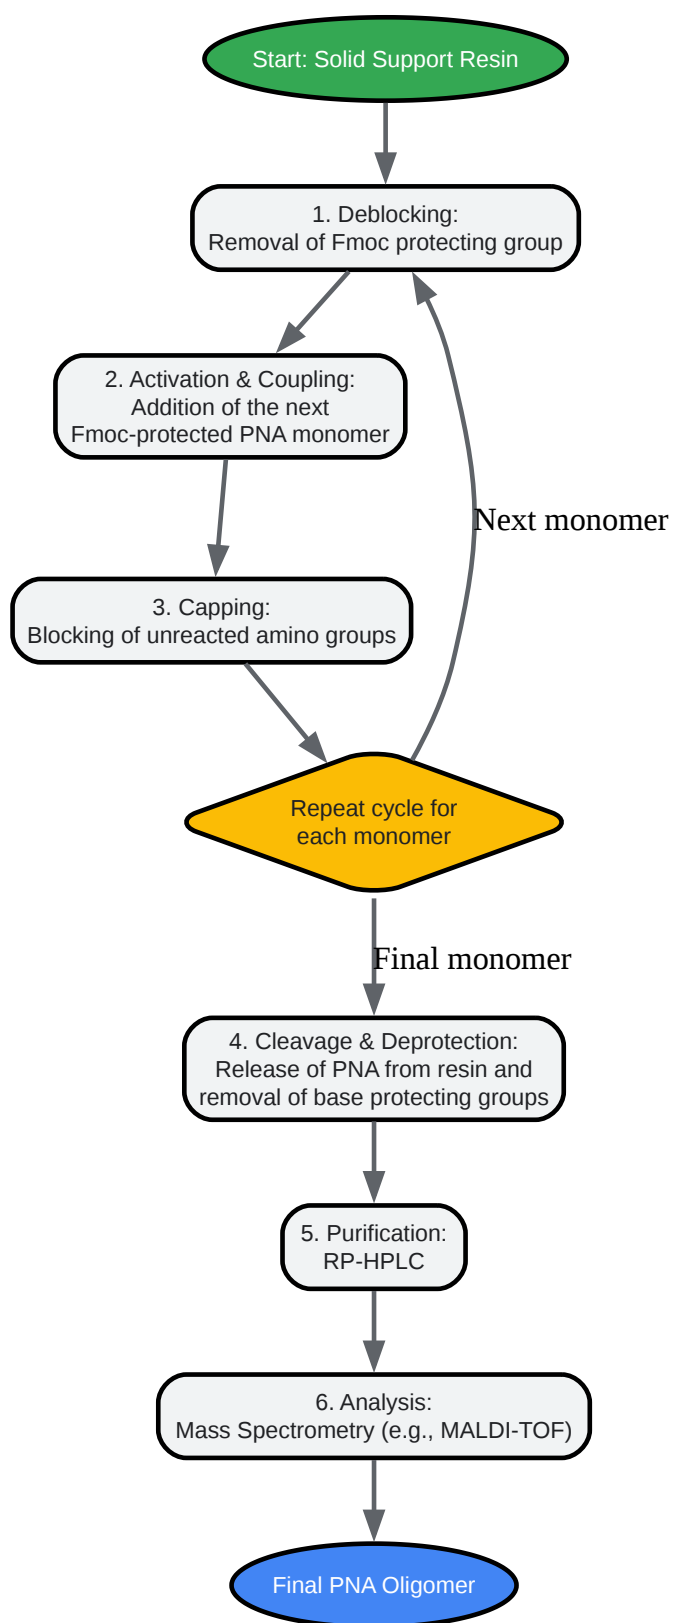 Start: Solid Support Resin
1. Deblocking:
Removal of Fmoc protecting group
2. Activation & Coupling:
Addition of the next
Fmoc-protected PNA monomer
Next monomer
3. Capping:
Blocking of unreacted amino groups
Repeat cycle for
each monomer
Final monomer
4. Cleavage & Deprotection:
Release of PNA from resin and
removal of base protecting groups
5. Purification:
RP-HPLC
6. Analysis:
Mass Spectrometry (e.g., MALDI-TOF)
Final PNA Oligomer